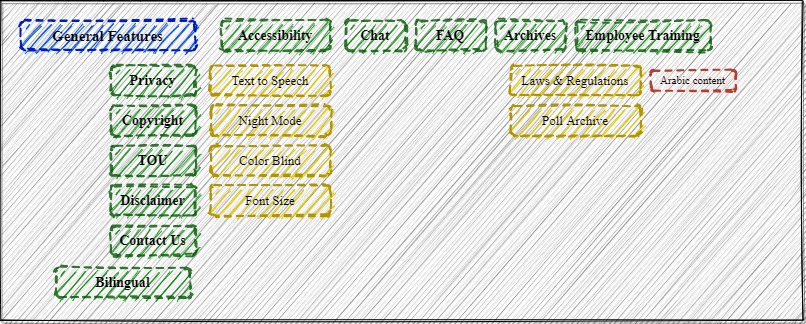 General Features
Accessibility
Chat
FAQ
Archives
Employee Training
Privacy
Text to Speech
Laws & Regulations
Arabic content
Copyright
Night Mode
Poll Archive
TOU
Color Blind
Disclaimer
Font Size
Contact Us
Bilingual